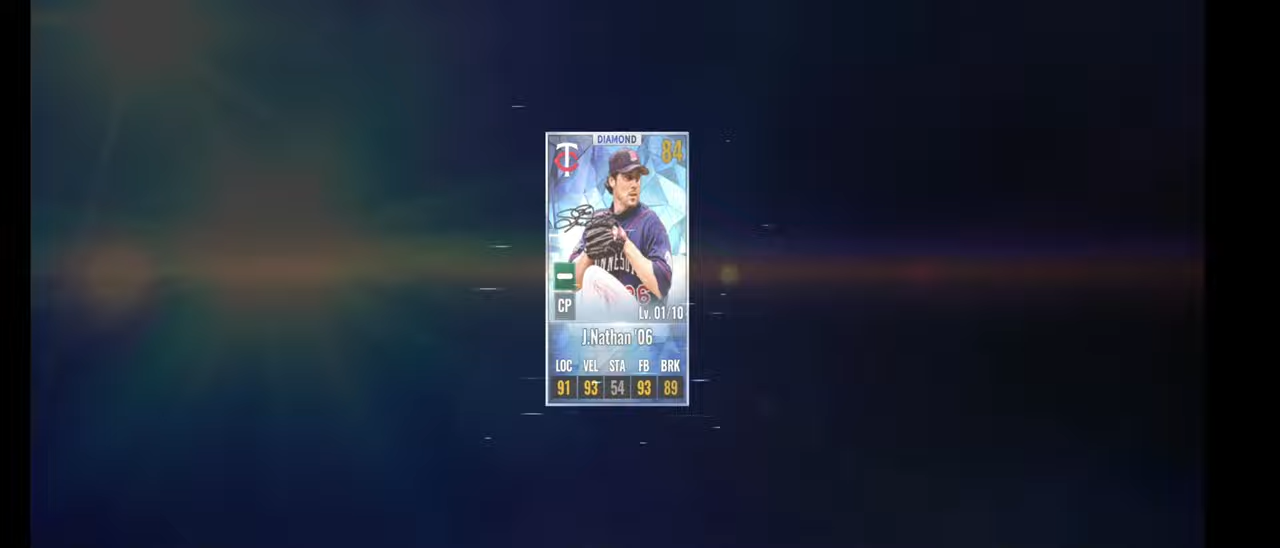 DIAMOND
84
CP
Lv. 01/10
J.Nathan '06
LOC VEL STA FB BRK
91 93 54 93 89